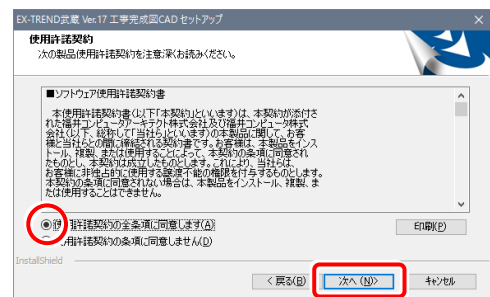 EX-TREND武蔵 Ver.17 工事完成図CAD セットアップ
使用許諾契約
次の製品使用許諾契約を注意深くお読みください。
■ソフトウェア使用許諾契約書
本使用許諾契約書(以下「本契約」といいます)は、本契約が添付さ
れた福井コンピュータアーキテクト株式会社及び福井コンピュータ株式
会社(以下、総称して「当社ら」といいます)の本製品に関して、お客
様と当社らとの間に締結される契約書です。お客様は、本製品をインス
トール、複製、または使用することによって、本契約の条項に同意され
たものとし、本契約は成立したものとします。これにより、当社らは、
お客様に非独占的に使用する譲渡不能の権限を付与するものとします。
本契約の条項に同意されない場合は、本製品をインストール、複製、ま
たは使用することはできません。
使用許諾契約の全条項に同意します(A)
使用許諾契約の条項に同意しません(D)
印刷(P)
InstallShield
< 戻る(B)
次へ (N)>
キャンセル